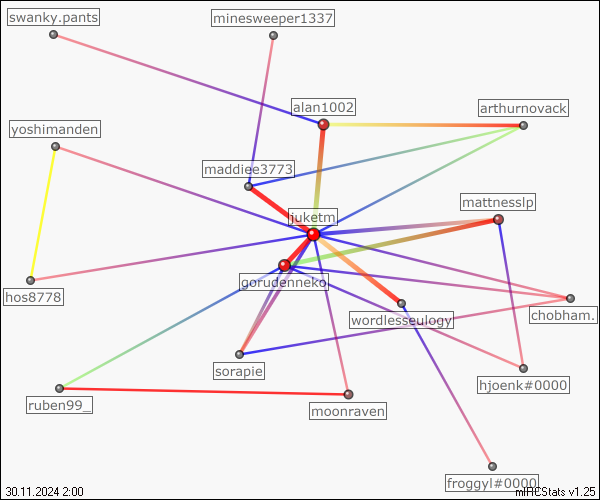 swanky.pants
minesweeper1337
alan1002
arthurnovack
yoshimanden
maddiee3773
mattnesslp
juketm
gorudenneko
hos8778
wordlesseulogy
chobham.
sorapie
hjoenk#0000
ruben99_
moonraven
froggyl#0000
30.11.2024 2:00
mIRCStats v1.25